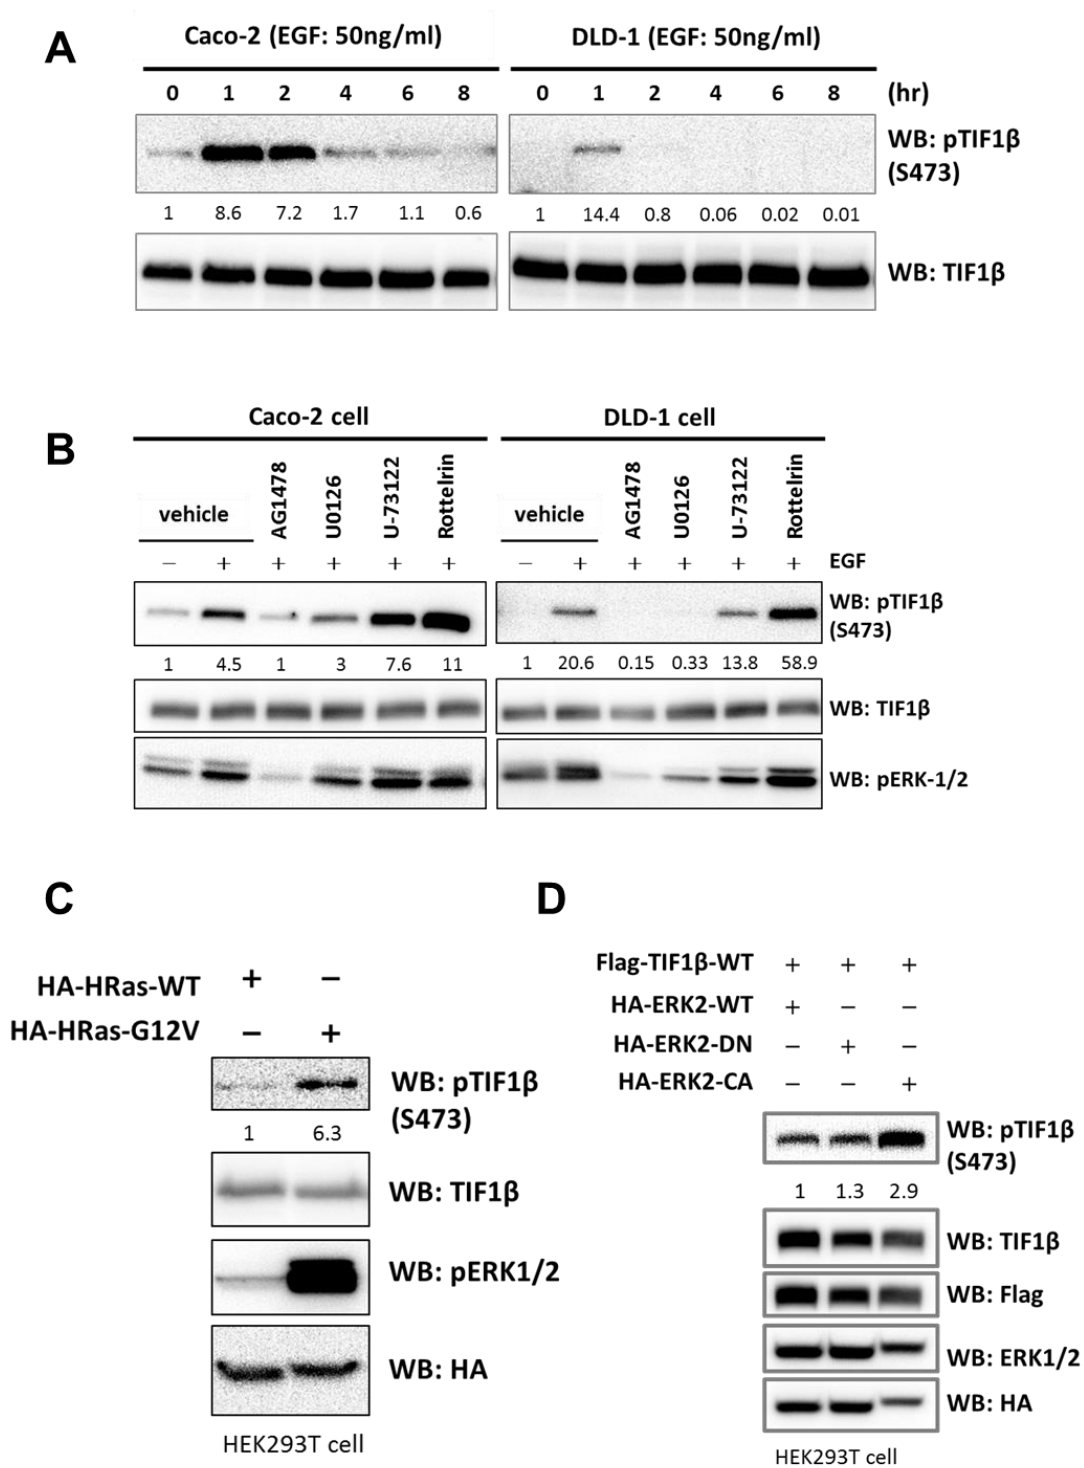 A
Caco-2 (EGF: 50ng/ml)
DLD-1 (EGF: 50ng/ml)
0 1 2 4 6 8
0 1 2 4 6 8
(hr)
WB: pTIF1β
(S473)
1 8.6 7.2 1.7 1.1 0.6
1 14.4 0.8 0.06 0.02 0.01
WB: TIF1β
B
Caco-2 cell
DLD-1 cell
vehicle
AG1478
U0126
U-73122
Rottelrin
vehicle
AG1478
U0126
U-73122
Rottelrin
− + + + + +
− + + + + +
EGF
WB: pTIF1β
(S473)
1 4.5 1 3 7.6 11
1 20.6 0.15 0.33 13.8 58.9
WB: TIF1β
WB: pERK-1/2
C
HA-HRas-WT + −
HA-HRas-G12V − +
WB: pTIF1β
(S473)
1 6.3
WB: TIF1β
WB: pERK1/2
WB: HA
HEK293T cell
D
Flag-TIF1β-WT + + +
HA-ERK2-WT + − −
HA-ERK2-DN − + −
HA-ERK2-CA − − +
WB: pTIF1β
(S473)
1 1.3 2.9
WB: TIF1β
WB: Flag
WB: ERK1/2
WB: HA
HEK293T cell